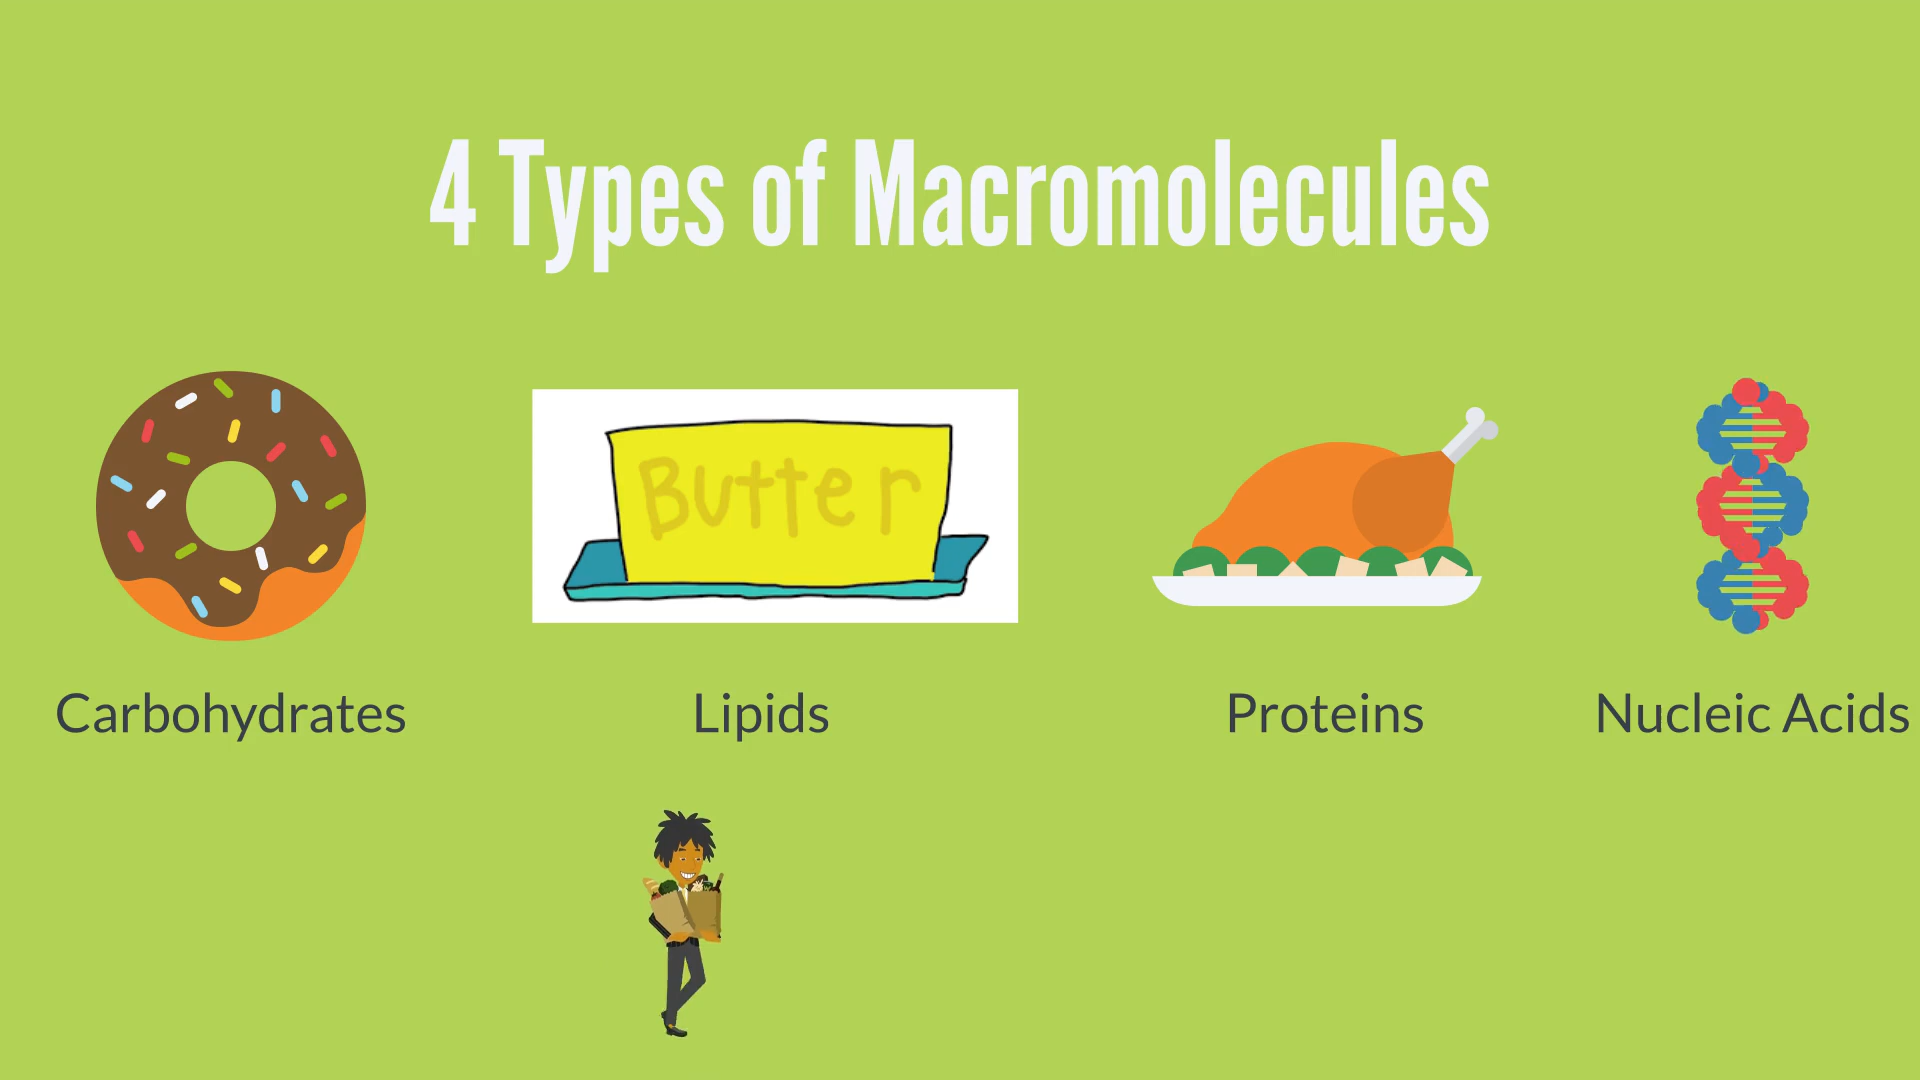 4 Types of Macromolecules
Butter
Carbohydrates
Lipids
Proteins
Nucleic Acids